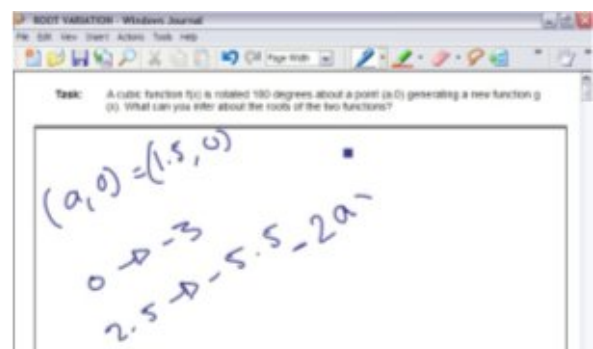 ROOT VARIATION - Windows Journal
File Edit View Insert Actions Tools Help
Page Width
Task: A cubic function f(x) is rotated 180 degrees about a point (a,0) generating a new function g
(x). What can you infer about the roots of the two functions?
(a,0)=(1.5,0)
0 → -3
2.5 → -5.5 - 2a